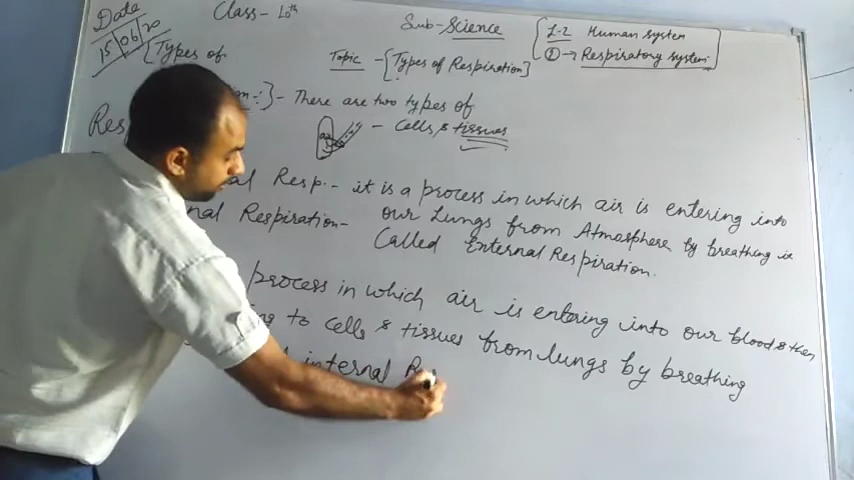 Date
15/06/20
Class - 10th
Sub - Science
L-2 Human system
① → Respiratory system
[Types of
Topic - [Types of Respiration]
:-]- There are two types of
Res
- Cells & tissues
al Resp. - it is a process in which air is entering into
nal Respiration - our Lungs from Atmosphere by breathing is
Called External Respiration.
process in which air is entering into our blood & then
to cells & tissues from lungs by breathing
internal Re